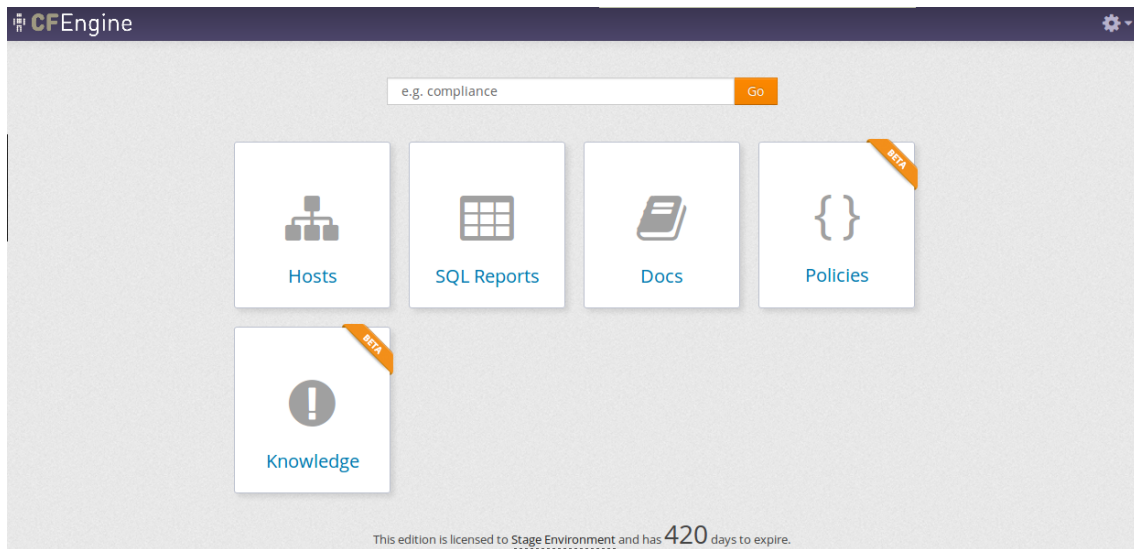 CFEngine
e.g. compliance Go
BETA
Hosts SQL Reports Docs Policies
BETA
Knowledge
This edition is licensed to Stage Environment and has 420 days to expire.